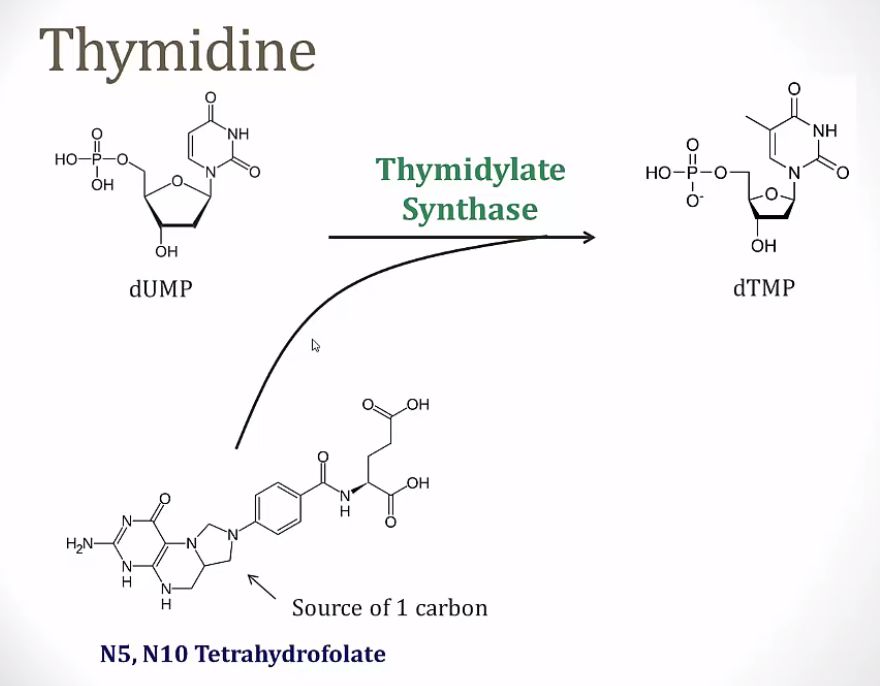 Thymidine
Thymidylate
Synthase
O
NH
O
N
O
HO
P
O
OH
O
OH
dUMP
O
NH
O
N
O
HO
P
O
O-
O
OH
dTMP
O
OH
O
OH
O
N
H
O
N
N
N
H2N
N
H
N
H
O
Source of 1 carbon
N5, N10 Tetrahydrofolate